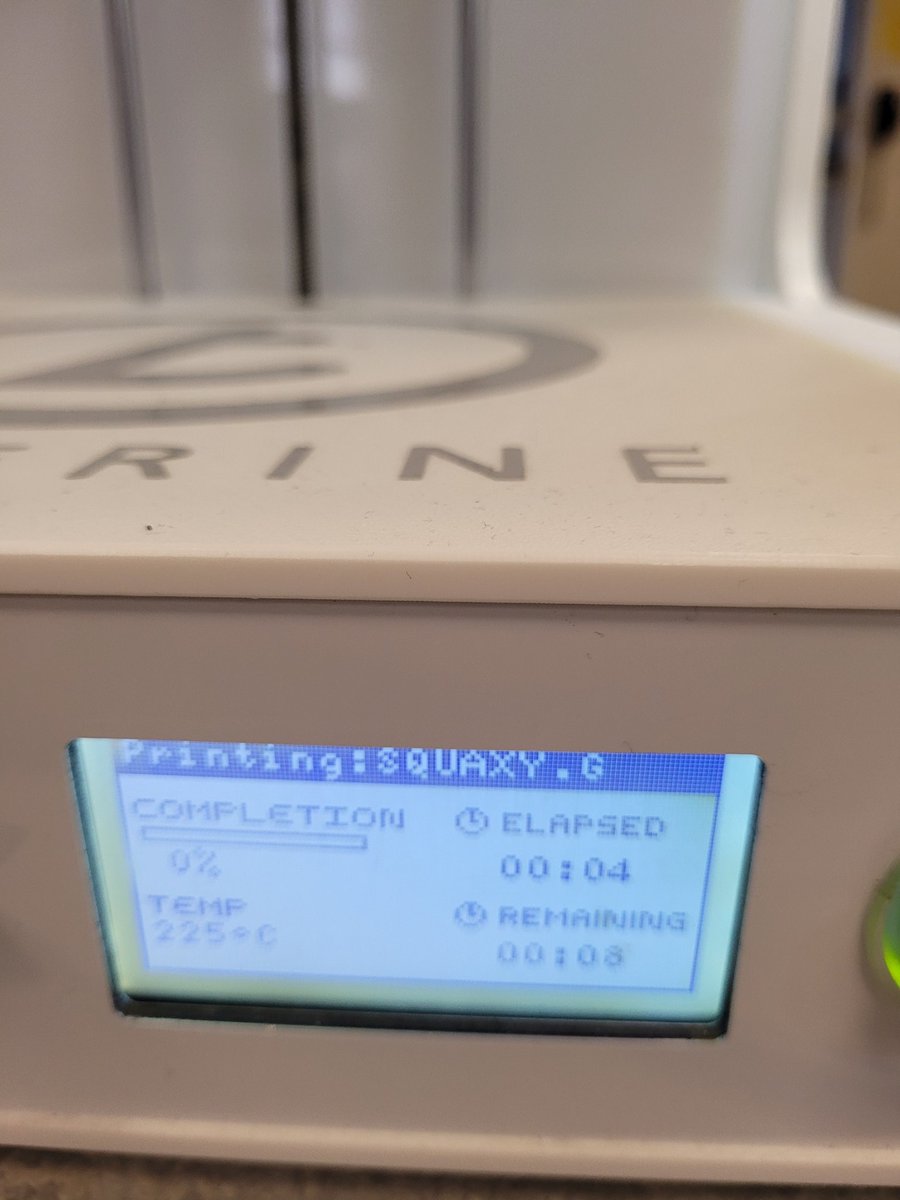 TRINE
Printing:SQUAXY.G
COMPLETION
0%
TEMP
225°C
ELAPSED
00:04
REMAINING
00:08